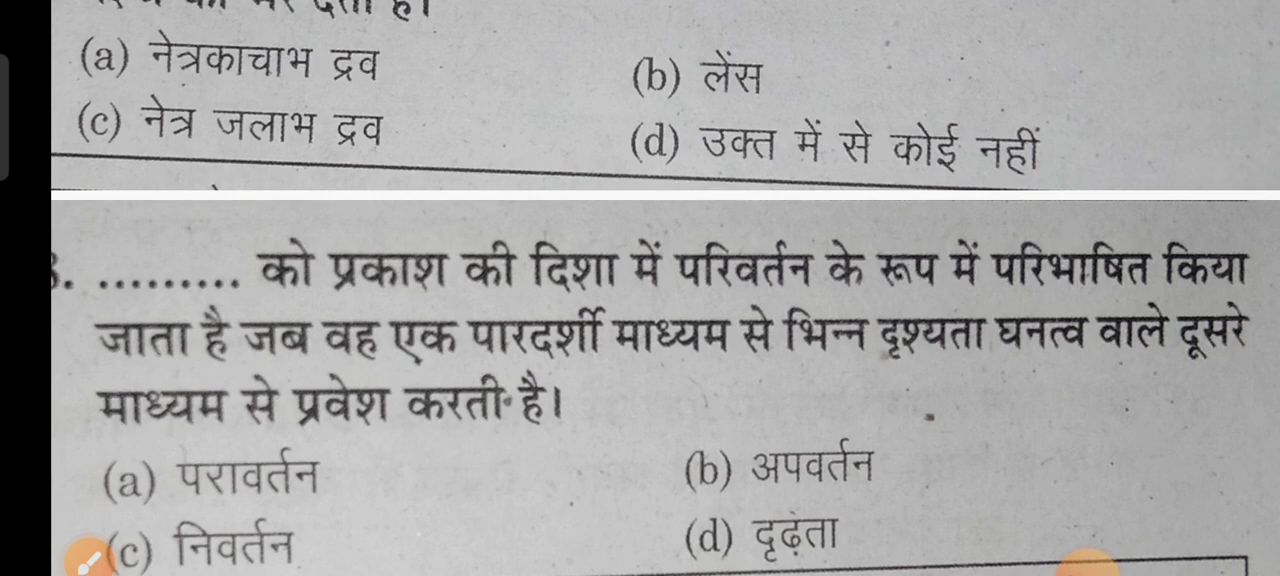 (a) नेत्रकाचाभ द्रव (b) लेंस
(c) नेत्र जलाभ द्रव (d) उक्त में से कोई नहीं
.......... को प्रकाश की दिशा में परिवर्तन के रूप में परिभाषित किया
जाता है जब वह एक पारदर्शी माध्यम से भिन्न दृश्यता घनत्व वाले दूसरे
माध्यम से प्रवेश करती है।
(a) परावर्तन (b) अपवर्तन
(c) निवर्तन (d) दृढ़ंता